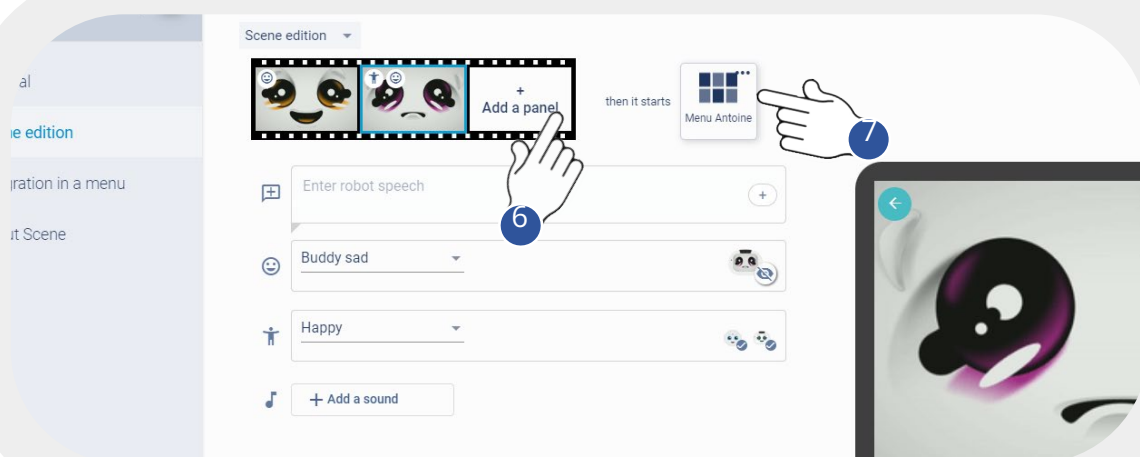 Scene edition
al
ne edition
gration in a menu
ut Scene
+
Add a panel
then it starts
Menu Antoine
7
Enter robot speech
+
6
Buddy sad
Happy
+ Add a sound